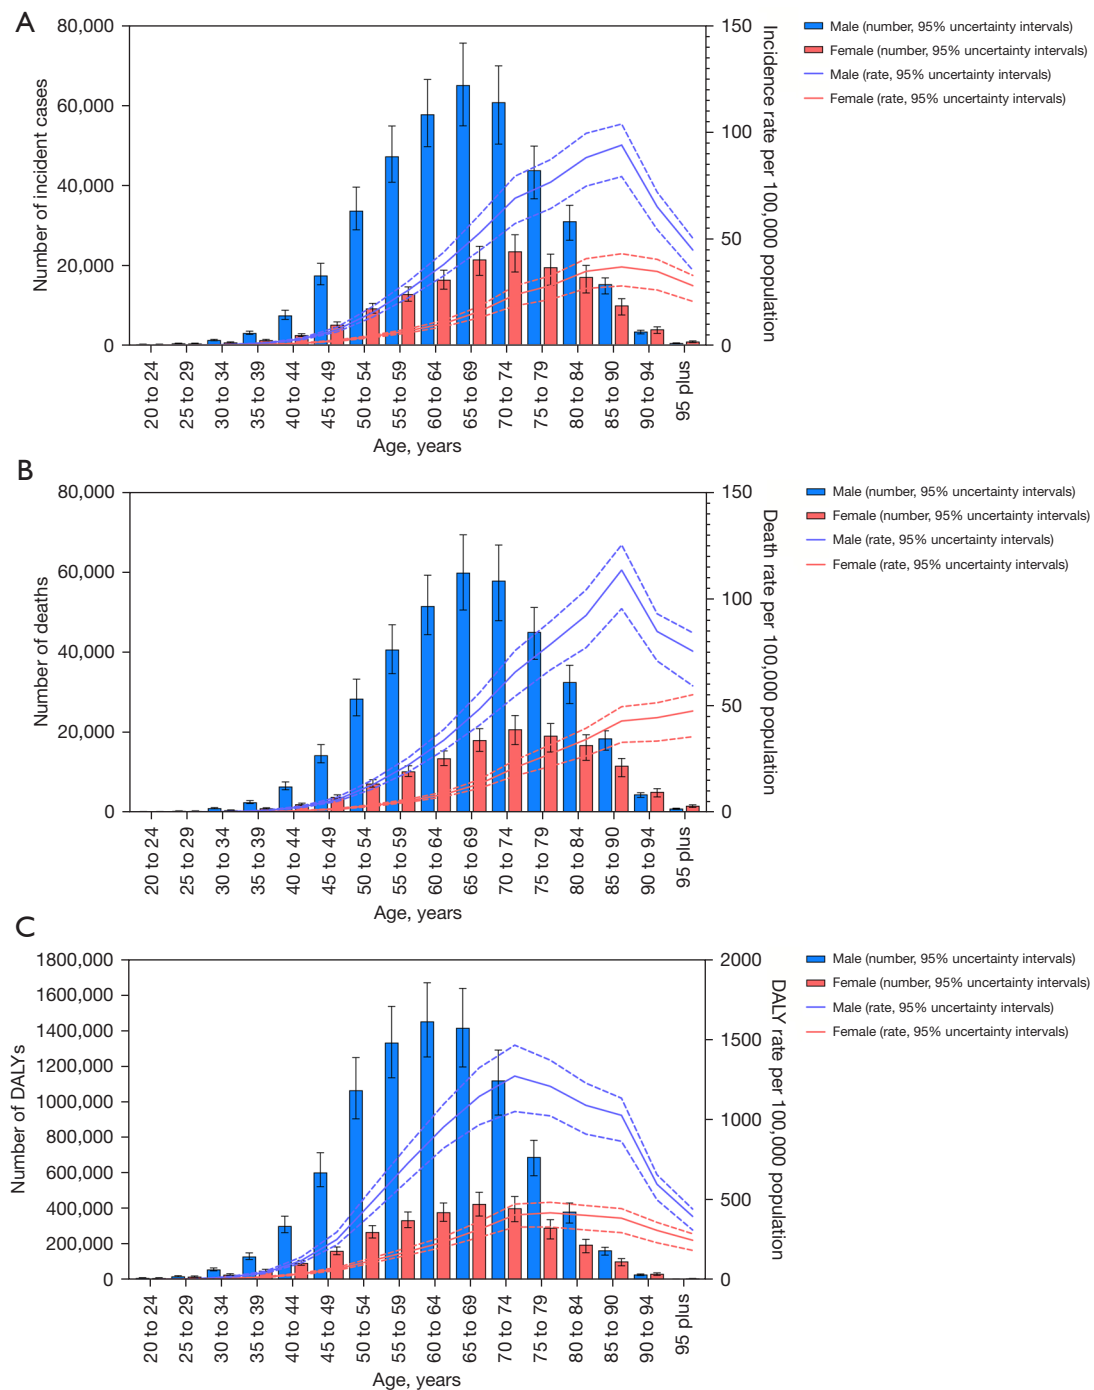 A
80,000
60,000
40,000
20,000
0
Number of incident cases
150
100
50
0
Incidence rate per 100,000 population
Male (number, 95% uncertainty intervals)
Female (number, 95% uncertainty intervals)
Male (rate, 95% uncertainty intervals)
Female (rate, 95% uncertainty intervals)
20 to 24
25 to 29
30 to 34
35 to 39
40 to 44
45 to 49
50 to 54
55 to 59
60 to 64
65 to 69
70 to 74
75 to 79
80 to 84
85 to 90
90 to 94
95 plus
Age, years
B
80,000
60,000
40,000
20,000
0
Number of deaths
150
100
50
0
Death rate per 100,000 population
Male (number, 95% uncertainty intervals)
Female (number, 95% uncertainty intervals)
Male (rate, 95% uncertainty intervals)
Female (rate, 95% uncertainty intervals)
20 to 24
25 to 29
30 to 34
35 to 39
40 to 44
45 to 49
50 to 54
55 to 59
60 to 64
65 to 69
70 to 74
75 to 79
80 to 84
85 to 90
90 to 94
95 plus
Age, years
C
1800,000
1600,000
1400,000
1200,000
1000,000
800,000
600,000
400,000
200,000
0
Number of DALYs
2000
1500
1000
500
0
DALY rate per 100,000 population
Male (number, 95% uncertainty intervals)
Female (number, 95% uncertainty intervals)
Male (rate, 95% uncertainty intervals)
Female (rate, 95% uncertainty intervals)
20 to 24
25 to 29
30 to 34
35 to 39
40 to 44
45 to 49
50 to 54
55 to 59
60 to 64
65 to 69
70 to 74
75 to 79
80 to 84
85 to 90
90 to 94
95 plus
Age, years